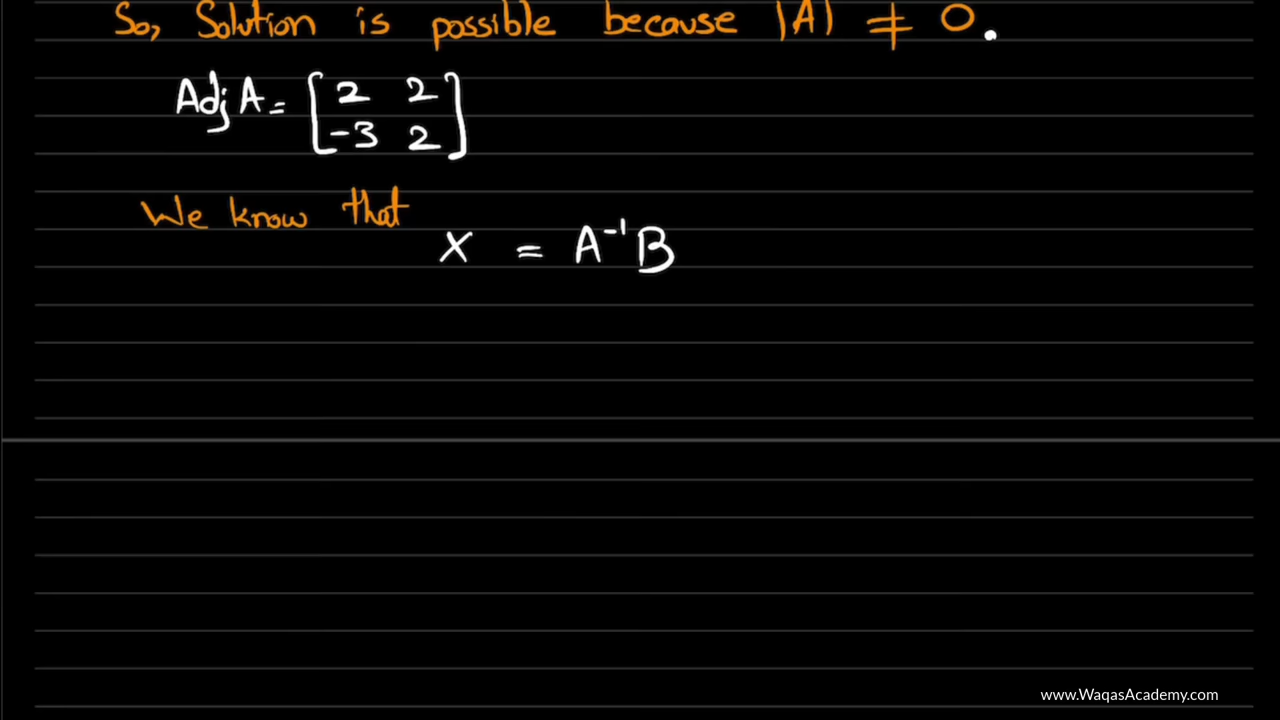 So, Solution is possible because |A| ≠ 0.
Adj A = [2 2
-3 2]
We know that
X = A⁻¹B
www.WaqasAcademy.com